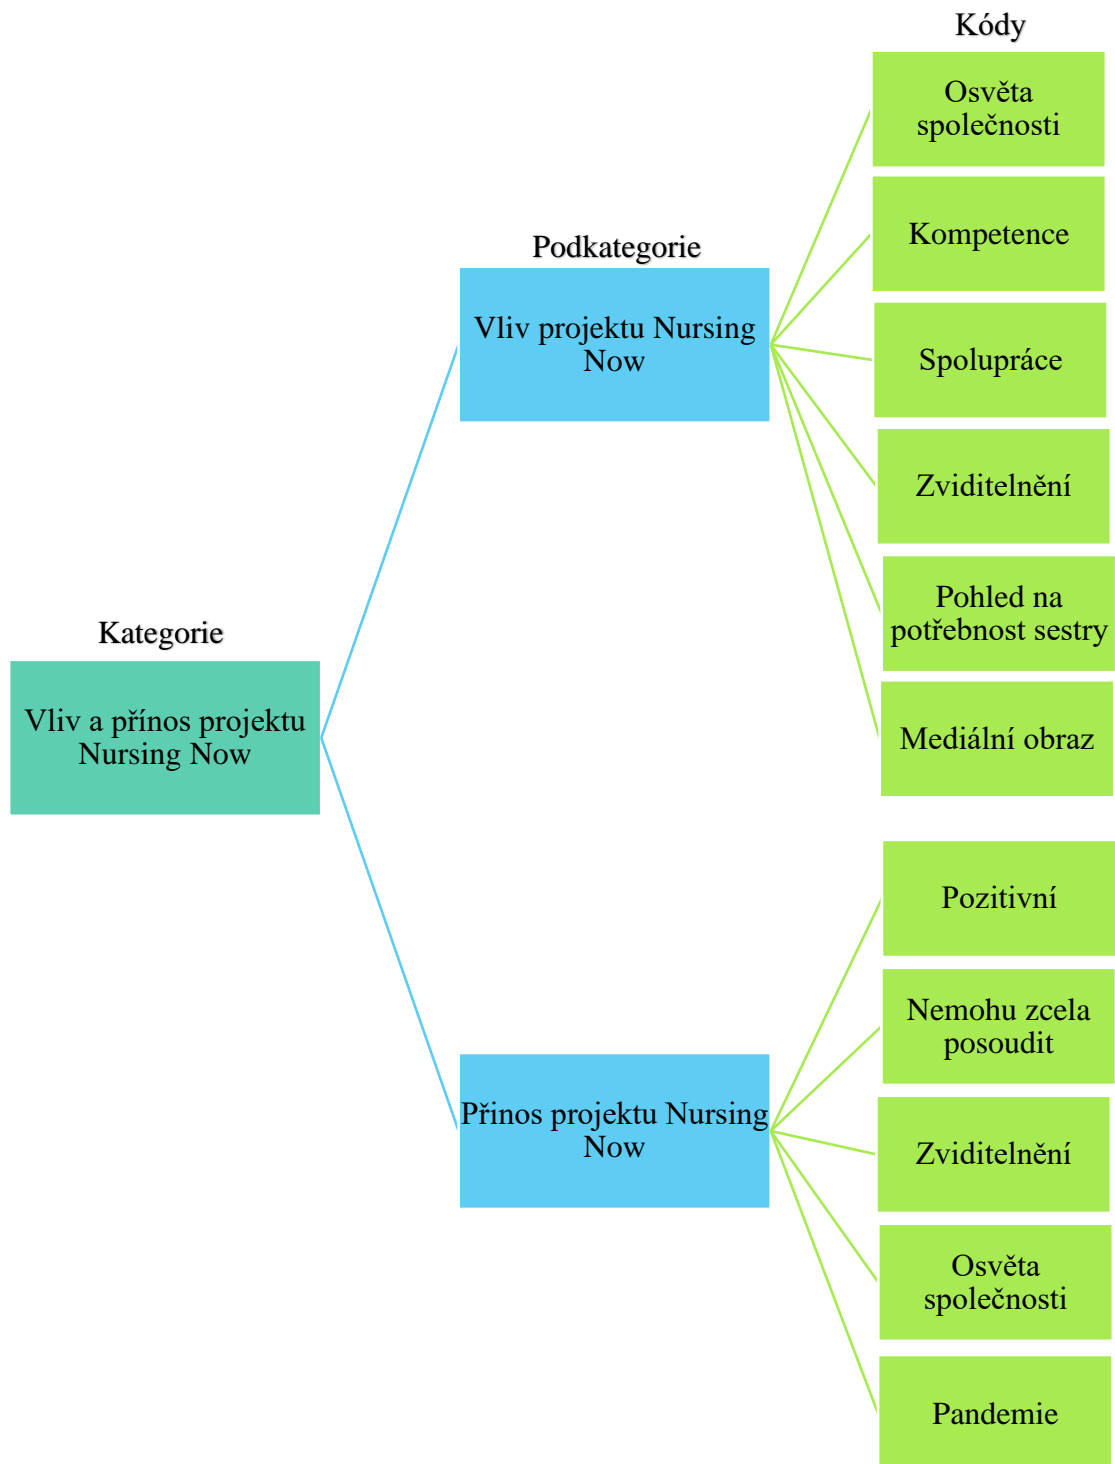 Kódy
Osvěta
společnosti
Kompetence
Podkategorie
Vliv projektu Nursing
Now
Spolupráce
Zviditelnění
Pohled na
potřebnost sestry
Kategorie
Vliv a přínos projektu
Nursing Now
Mediální obraz
Pozitivní
Nemohu zcela
posoudit
Přinos projektu Nursing
Now
Zviditelnění
Osvěta
společnosti
Pandemie